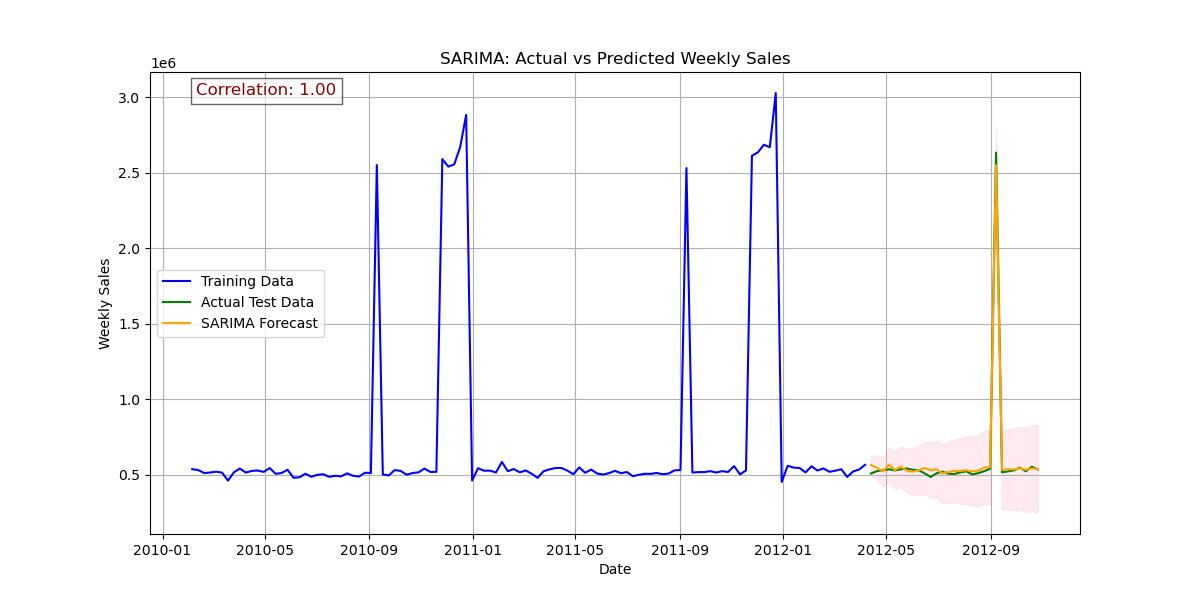 SARIMA: Actual vs Predicted Weekly Sales
1e6
Correlation: 1.00
3.0
2.5
2.0
1.5
1.0
0.5
Weekly Sales
Training Data
Actual Test Data
SARIMA Forecast
2010-01 2010-05 2010-09 2011-01 2011-05 2011-09 2012-01 2012-05 2012-09
Date